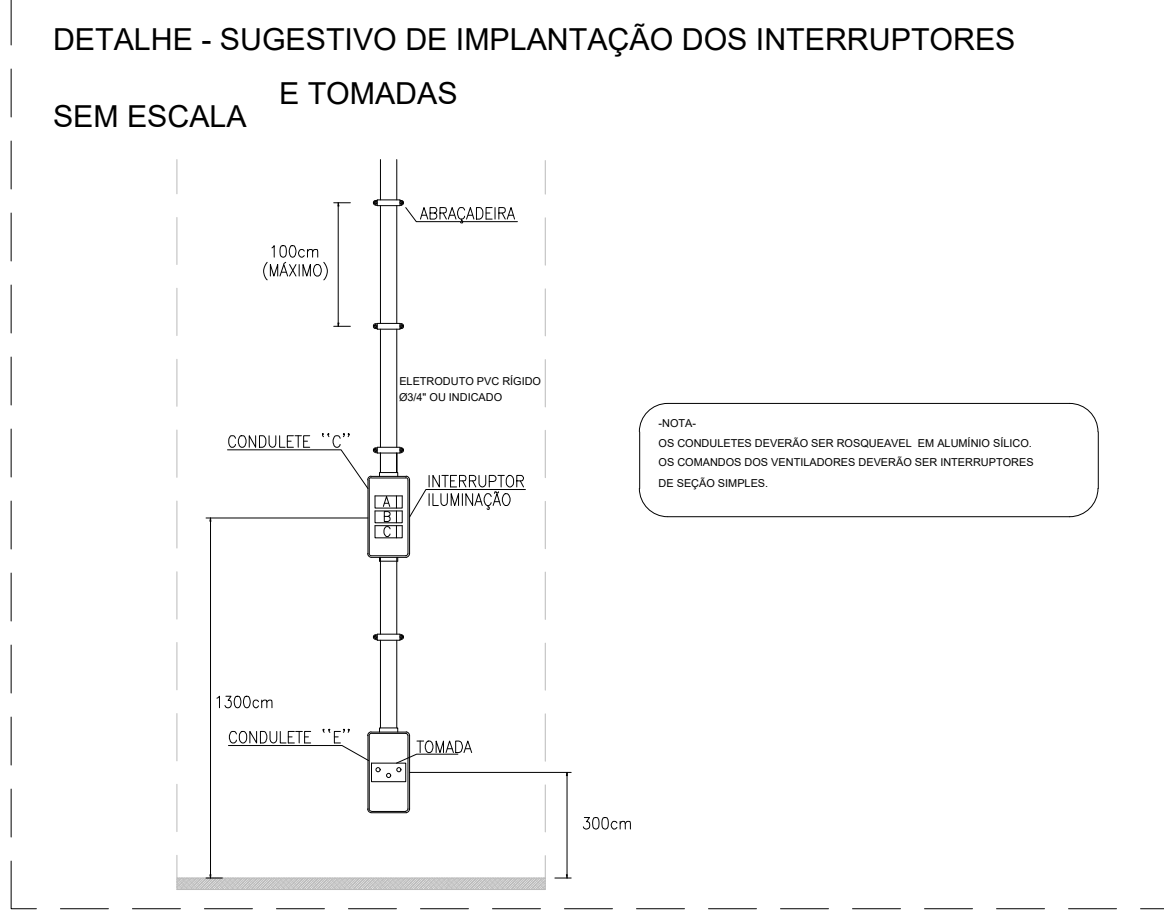 DETALHE - SUGESTIVO DE IMPLANTAÇÃO DOS INTERRUPTORES
E TOMADAS
SEM ESCALA
ABRAÇADEIRA
100cm
(MÁXIMO)
ELETRODUTO PVC RÍGIDO
Ø3/4" OU INDICADO
CONDULETE ''C''
INTERRUPTOR
ILUMINAÇÃO
A
B
C
-NOTA-
OS CONDULETES DEVERÃO SER ROSQUEAVEL EM ALUMÍNIO SÍLICO.
OS COMANDOS DOS VENTILADORES DEVERÃO SER INTERRUPTORES
DE SEÇÃO SIMPLES.
1300cm
CONDULETE ''E''
TOMADA
300cm